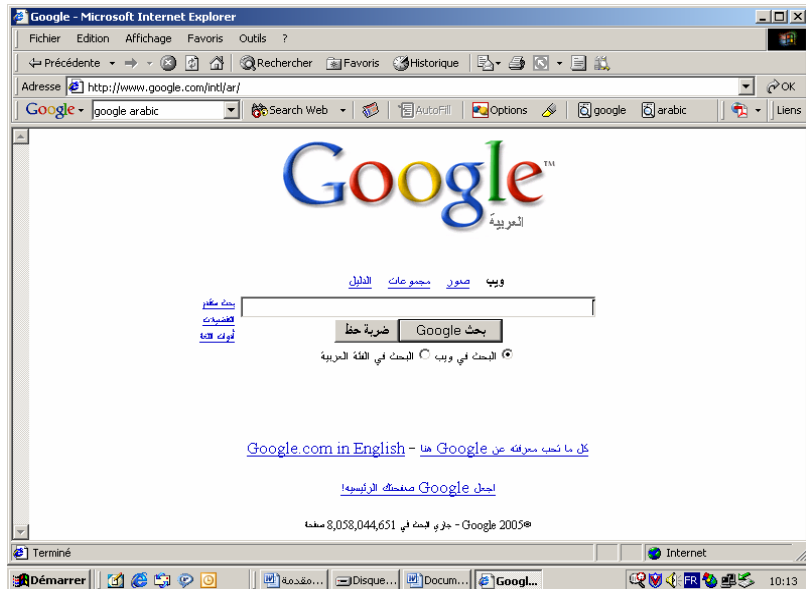 Google - Microsoft Internet Explorer
Fichier Edition Affichage Favoris Outils ?
Précédente Rechercher Favoris Historique
Adresse http://www.google.com/intl/ar/ OK
Google google arabic Search Web AutoFill Options google arabic Liens
Google™
العربية
ويب صور مجموعات الدليل
بحث متقدم
التفضيلات
أدوات اللغة
بحث Google ضربة حظ
البحث في ويب البحث في اللغة العربية
كل ما تحب معرفته عن Google هنا - Google.com in English
اجعل Google صفحتك الرئيسية!
©2005 Google - جاري البحث في 8,058,044,651 صفحة
Terminé Internet
Démarrer مقدمة... Disque... Docum... Googl... FR 10:13